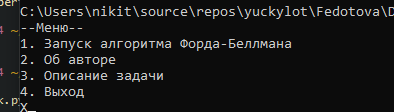 C:\Users\nikit\source\repos\yuckylot\Fedotova\D
--Меню--
1. Запуск алгоритма Форда-Беллмана
2. Об авторе
3. Описание задачи
4. Выход
X_